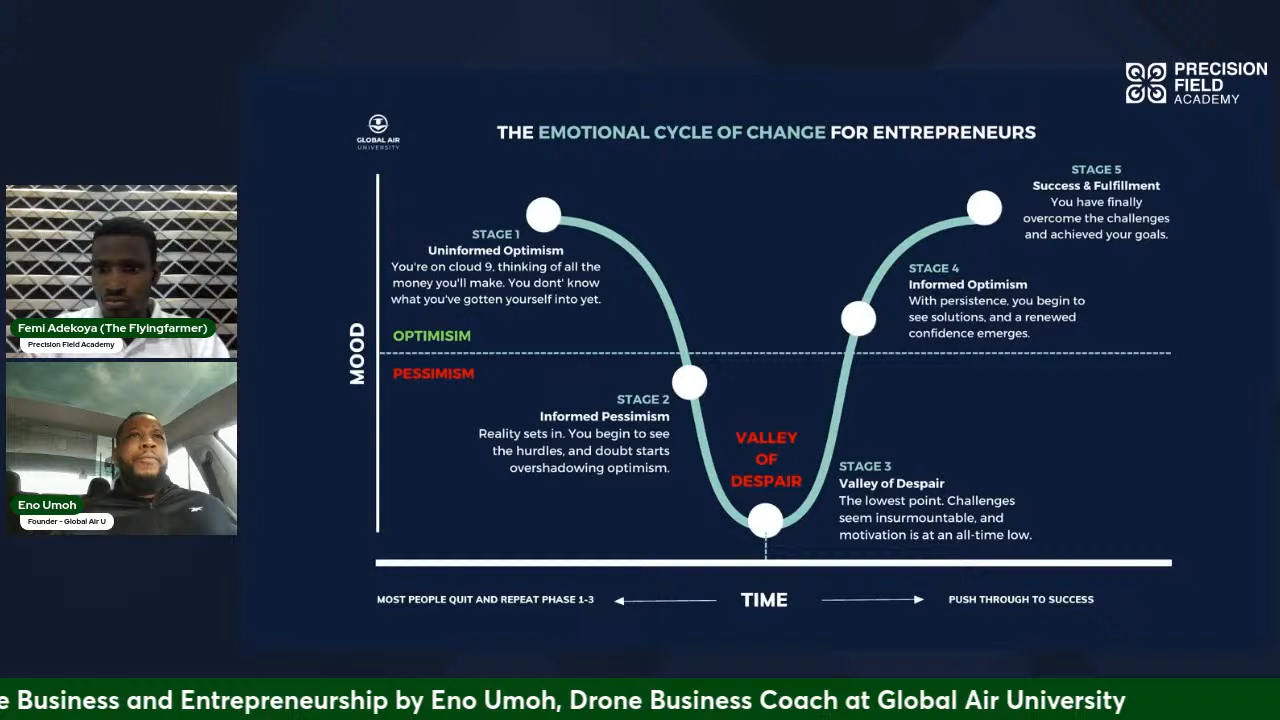 PRECISION
FIELD
ACADEMY
GLOBAL AIR
UNIVERSITY
THE EMOTIONAL CYCLE OF CHANGE FOR ENTREPRENEURS
STAGE 1
Uninformed Optimism
You're on cloud 9, thinking of all the
money you'll make. You dont' know
what you've gotten yourself into yet.
STAGE 5
Success & Fulfillment
You have finally
overcome the challenges
and achieved your goals.
STAGE 4
Informed Optimism
With persistence, you begin to
see solutions, and a renewed
confidence emerges.
MOOD
OPTIMISIM
PESSIMISM
STAGE 2
Informed Pessimism
Reality sets in. You begin to see
the hurdles, and doubt starts
overshadowing optimism.
VALLEY
OF
DESPAIR
STAGE 3
Valley of Despair
The lowest point. Challenges
seem insurmountable, and
motivation is at an all-time low.
MOST PEOPLE QUIT AND REPEAT PHASE 1-3
TIME
PUSH THROUGH TO SUCCESS
Femi Adekoya (The Flyingfarmer)
Precision Field Academy
Eno Umoh
Founder - Global Air U
e Business and Entrepreneurship by Eno Umoh, Drone Business Coach at Global Air University